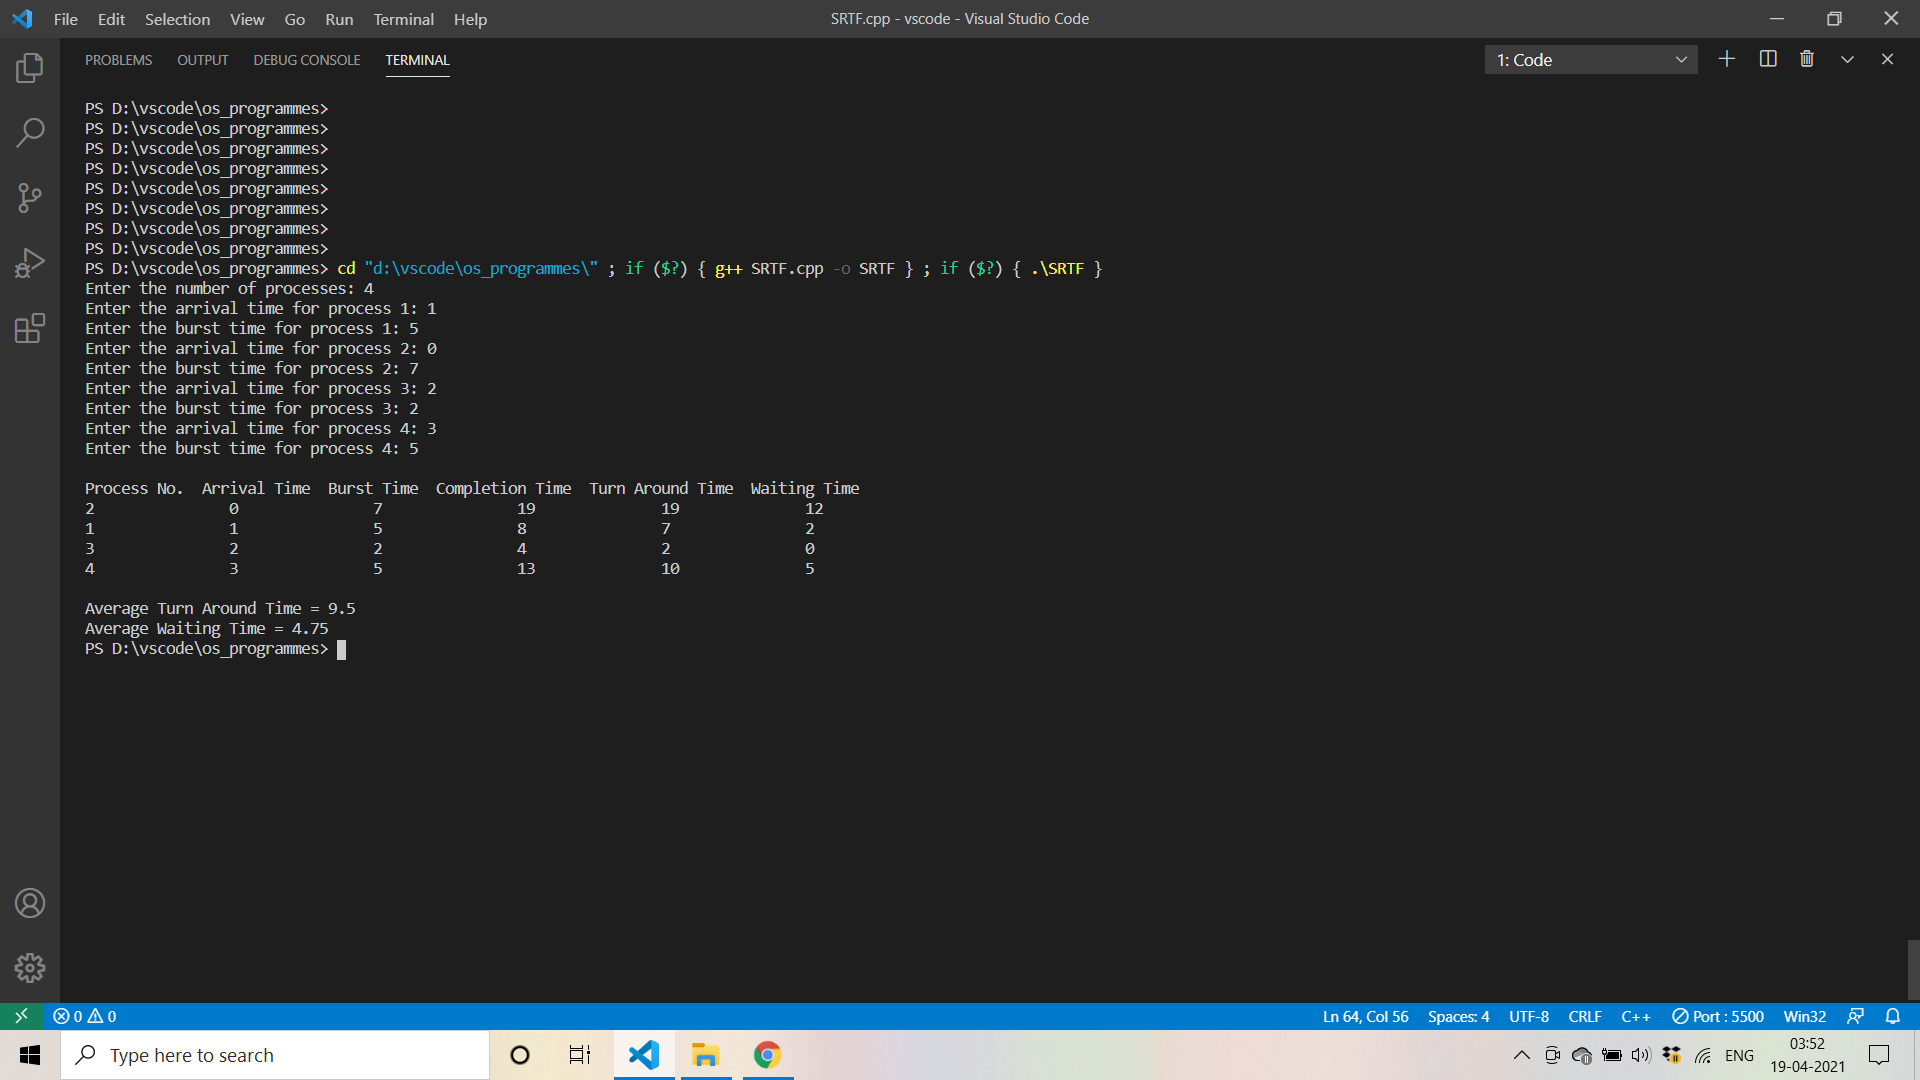 File Edit Selection View Go Run Terminal Help
SRTF.cpp - vscode - Visual Studio Code
PROBLEMS OUTPUT DEBUG CONSOLE TERMINAL
1: Code
PS D:\vscode\os_programmes>
PS D:\vscode\os_programmes>
PS D:\vscode\os_programmes>
PS D:\vscode\os_programmes>
PS D:\vscode\os_programmes>
PS D:\vscode\os_programmes>
PS D:\vscode\os_programmes>
PS D:\vscode\os_programmes>
PS D:\vscode\os_programmes> cd "d:\vscode\os_programmes\" ; if ($?) { g++ SRTF.cpp -o SRTF } ; if ($?) { .\SRTF }
Enter the number of processes: 4
Enter the arrival time for process 1: 1
Enter the burst time for process 1: 5
Enter the arrival time for process 2: 0
Enter the burst time for process 2: 7
Enter the arrival time for process 3: 2
Enter the burst time for process 3: 2
Enter the arrival time for process 4: 3
Enter the burst time for process 4: 5
Process No. Arrival Time Burst Time Completion Time Turn Around Time Waiting Time
2 0 7 19 19 12
1 1 5 8 7 2
3 2 2 4 2 0
4 3 5 13 10 5
Average Turn Around Time = 9.5
Average Waiting Time = 4.75
PS D:\vscode\os_programmes>
0 0
Ln 64, Col 56 Spaces: 4 UTF-8 CRLF C++ Port : 5500 Win32
Type here to search
ENG
03:52
19-04-2021